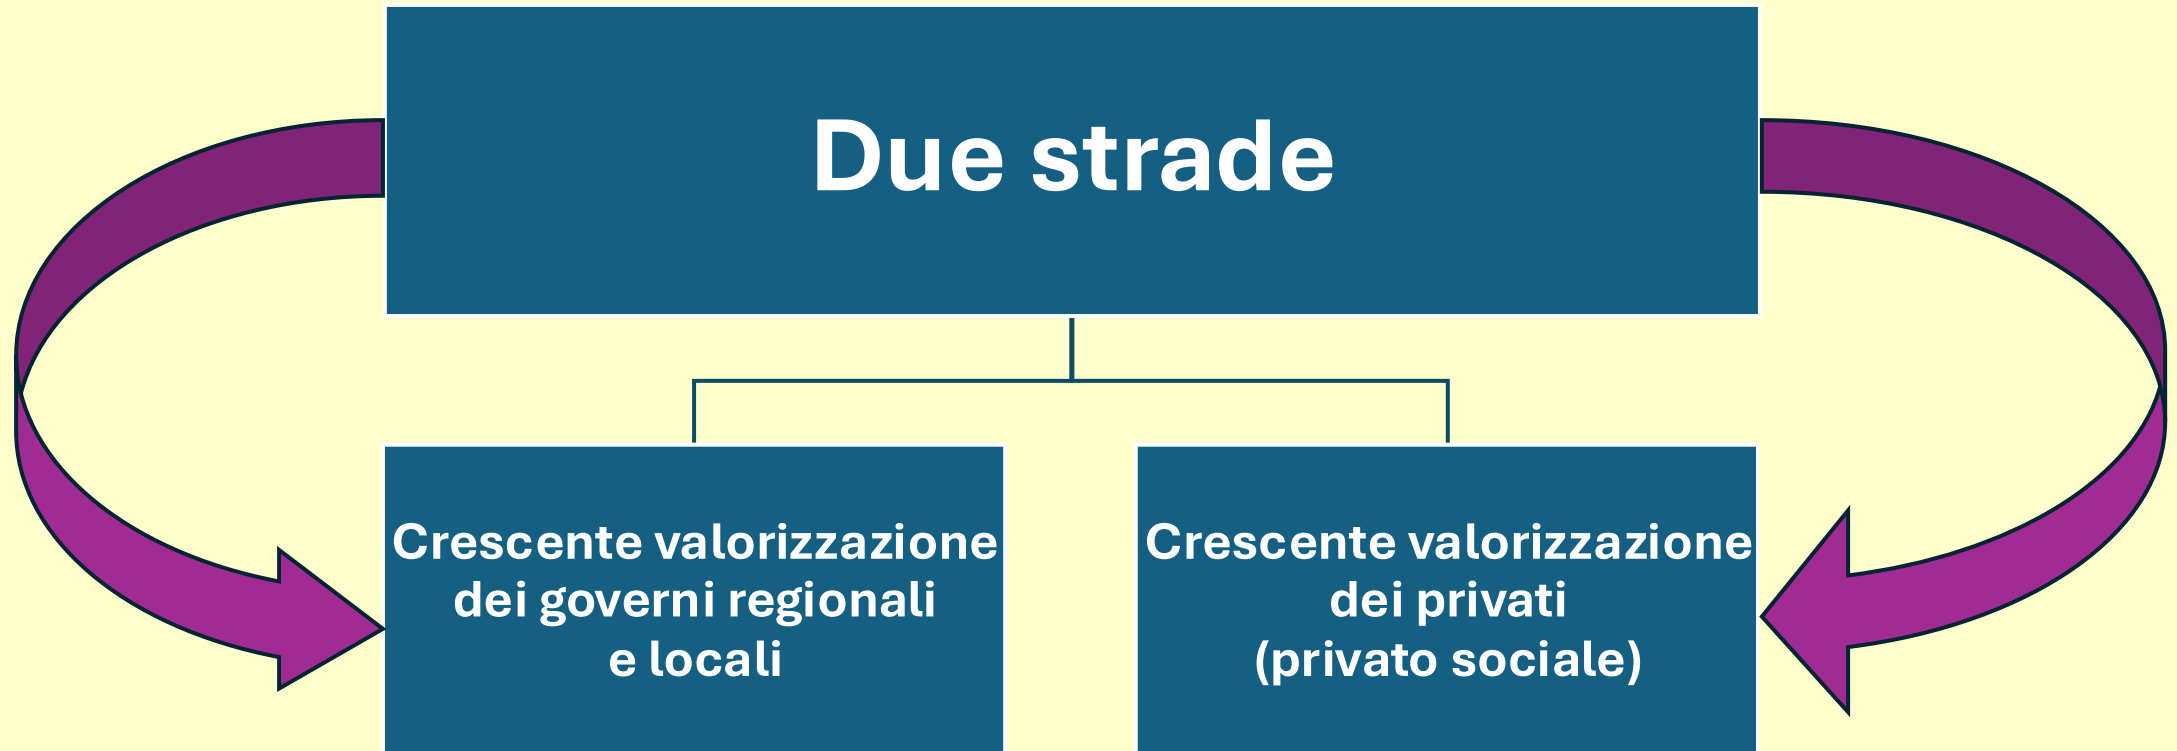 Due strade
Crescente valorizzazione
dei governi regionali
e locali
Crescente valorizzazione
dei privati
(privato sociale)